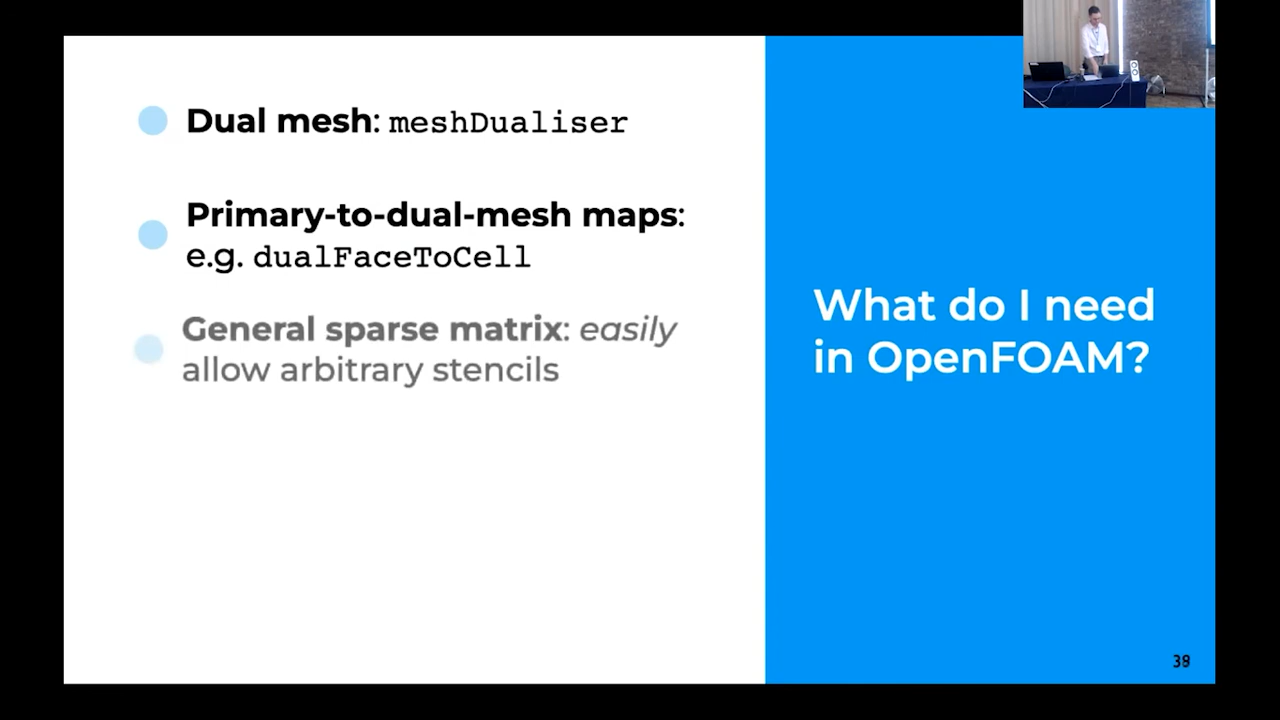 Dual mesh: meshDualiser
Primary-to-dual-mesh maps:
e.g. dualFaceToCell
General sparse matrix: easily
allow arbitrary stencils
What do I need
in OpenFOAM?